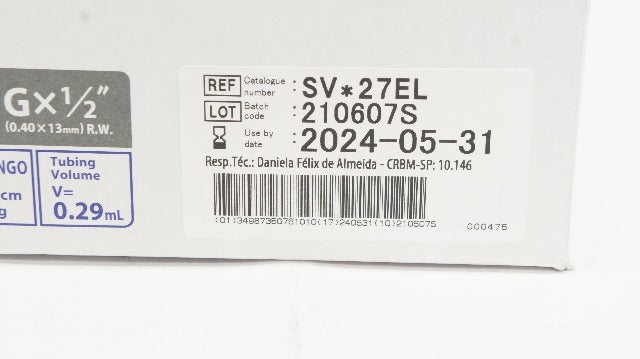 G×½"
(0.40×13mm) R.W.
NGO
cm
g
Tubing
Volume
V=
0.29mL
REF Catalogue number : SV*27EL
LOT Batch code : 210607S
Use by date : 2024-05-31
Resp.Téc.: Daniela Félix de Almeida - CRBM-SP: 10.146
000475